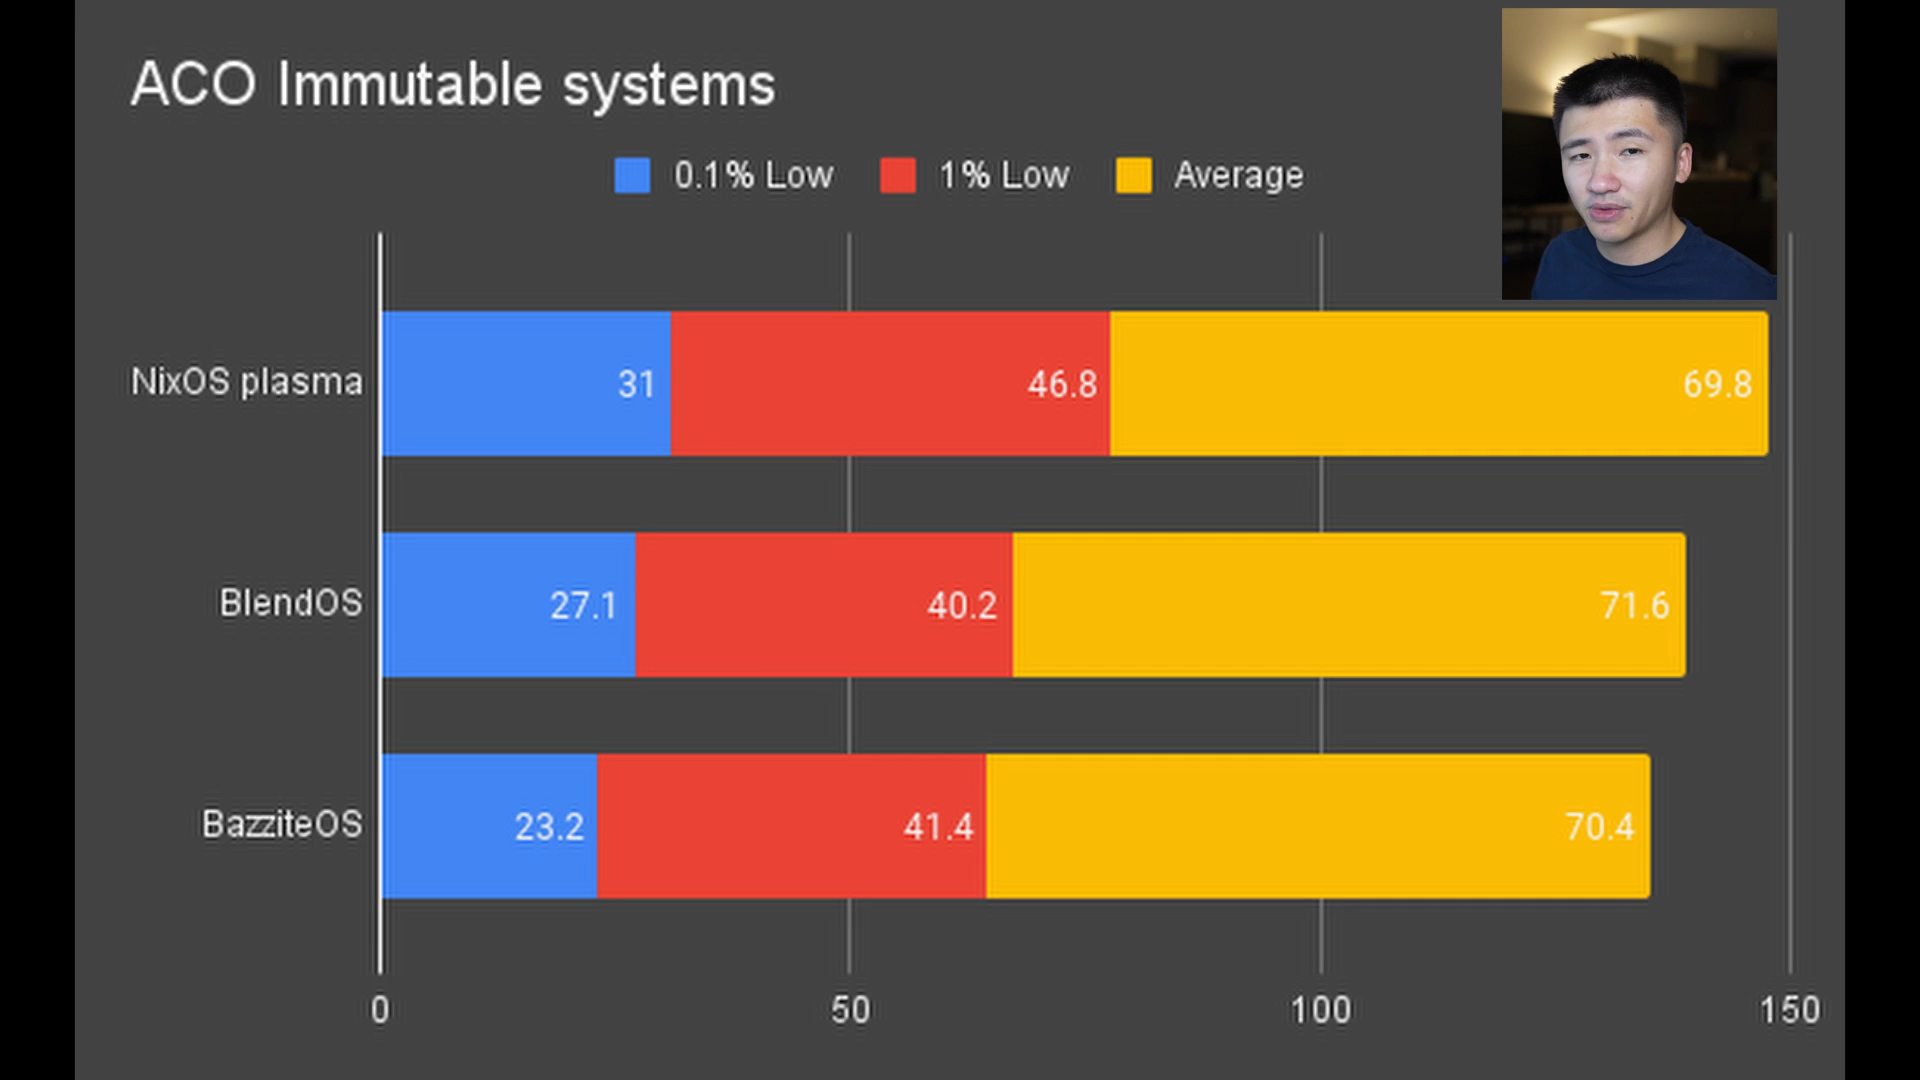 ACO Immutable systems
0.1% Low 1% Low Average
NixOS plasma 31 46.8 69.8
BlendOS 27.1 40.2 71.6
BazziteOS 23.2 41.4 70.4
0 50 100 150